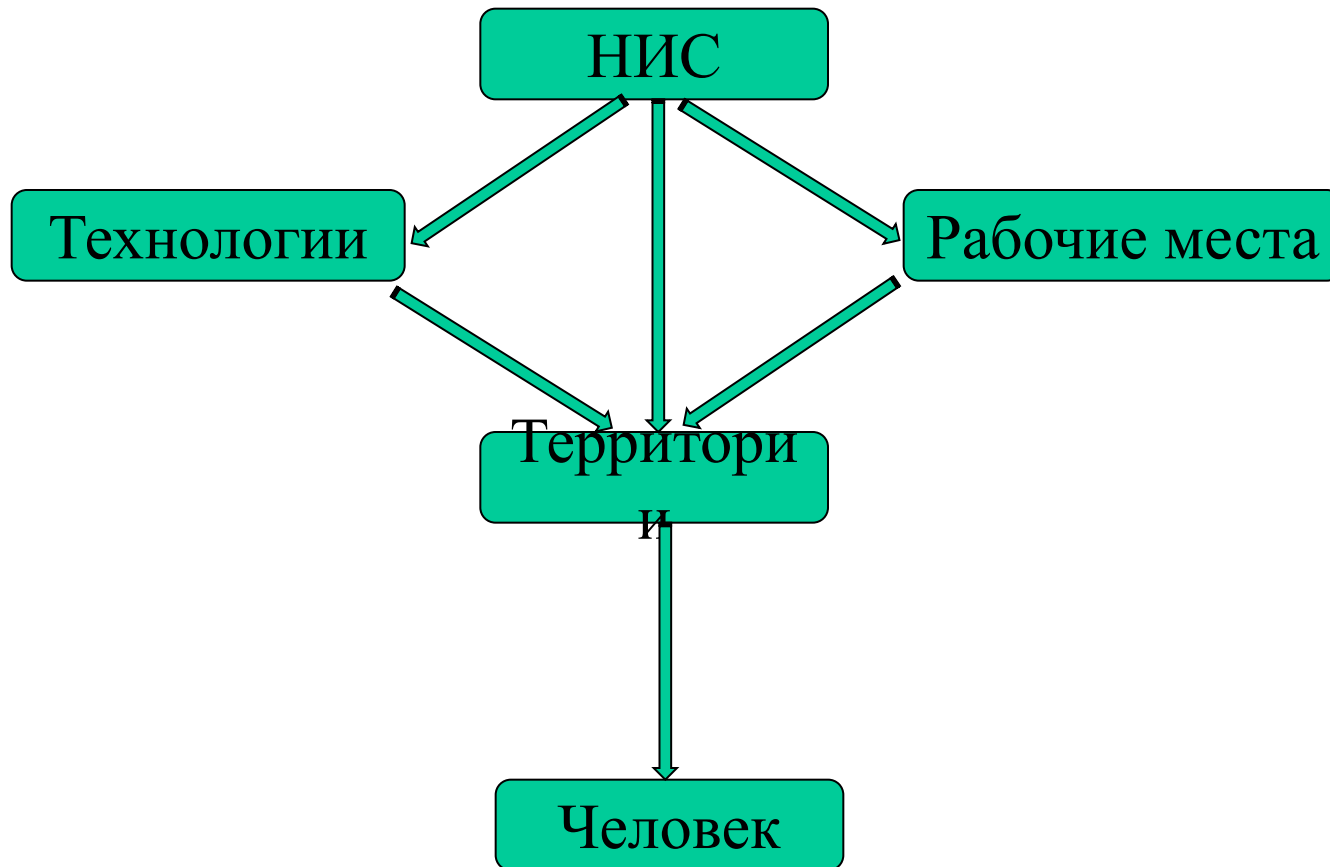 НИС
Технологии
Рабочие места
Территори
и
Человек